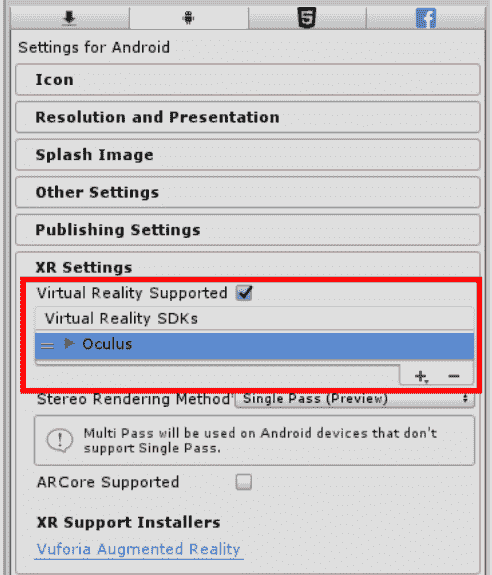 Settings for Android
Icon
Resolution and Presentation
Splash Image
Other Settings
Publishing Settings
XR Settings
Virtual Reality Supported
Virtual Reality SDKs
Oculus
Stereo Rendering Method* Single Pass (Preview)
Multi Pass will be used on Android devices that don't
support Single Pass.
ARCore Supported
XR Support Installers
Vuforia Augmented Reality